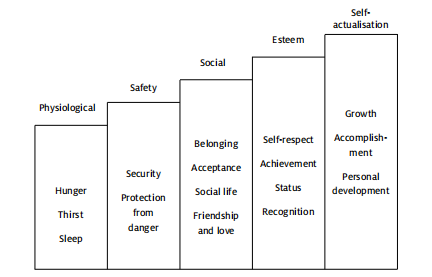 Physiological
Hunger
Thirst
Sleep
Safety
Security
Protection
from
danger
Social
Belonging
Acceptance
Social life
Friendship
and love
Esteem
Self-respect
Achievement
Status
Recognition
Self-
actualisation
Growth
Accomplish-
ment
Personal
development